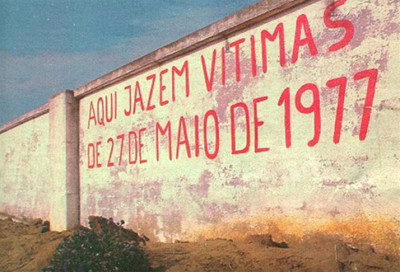 AQUI JAZEM VITIMAS
DE 27 DE MAIO DE 1977